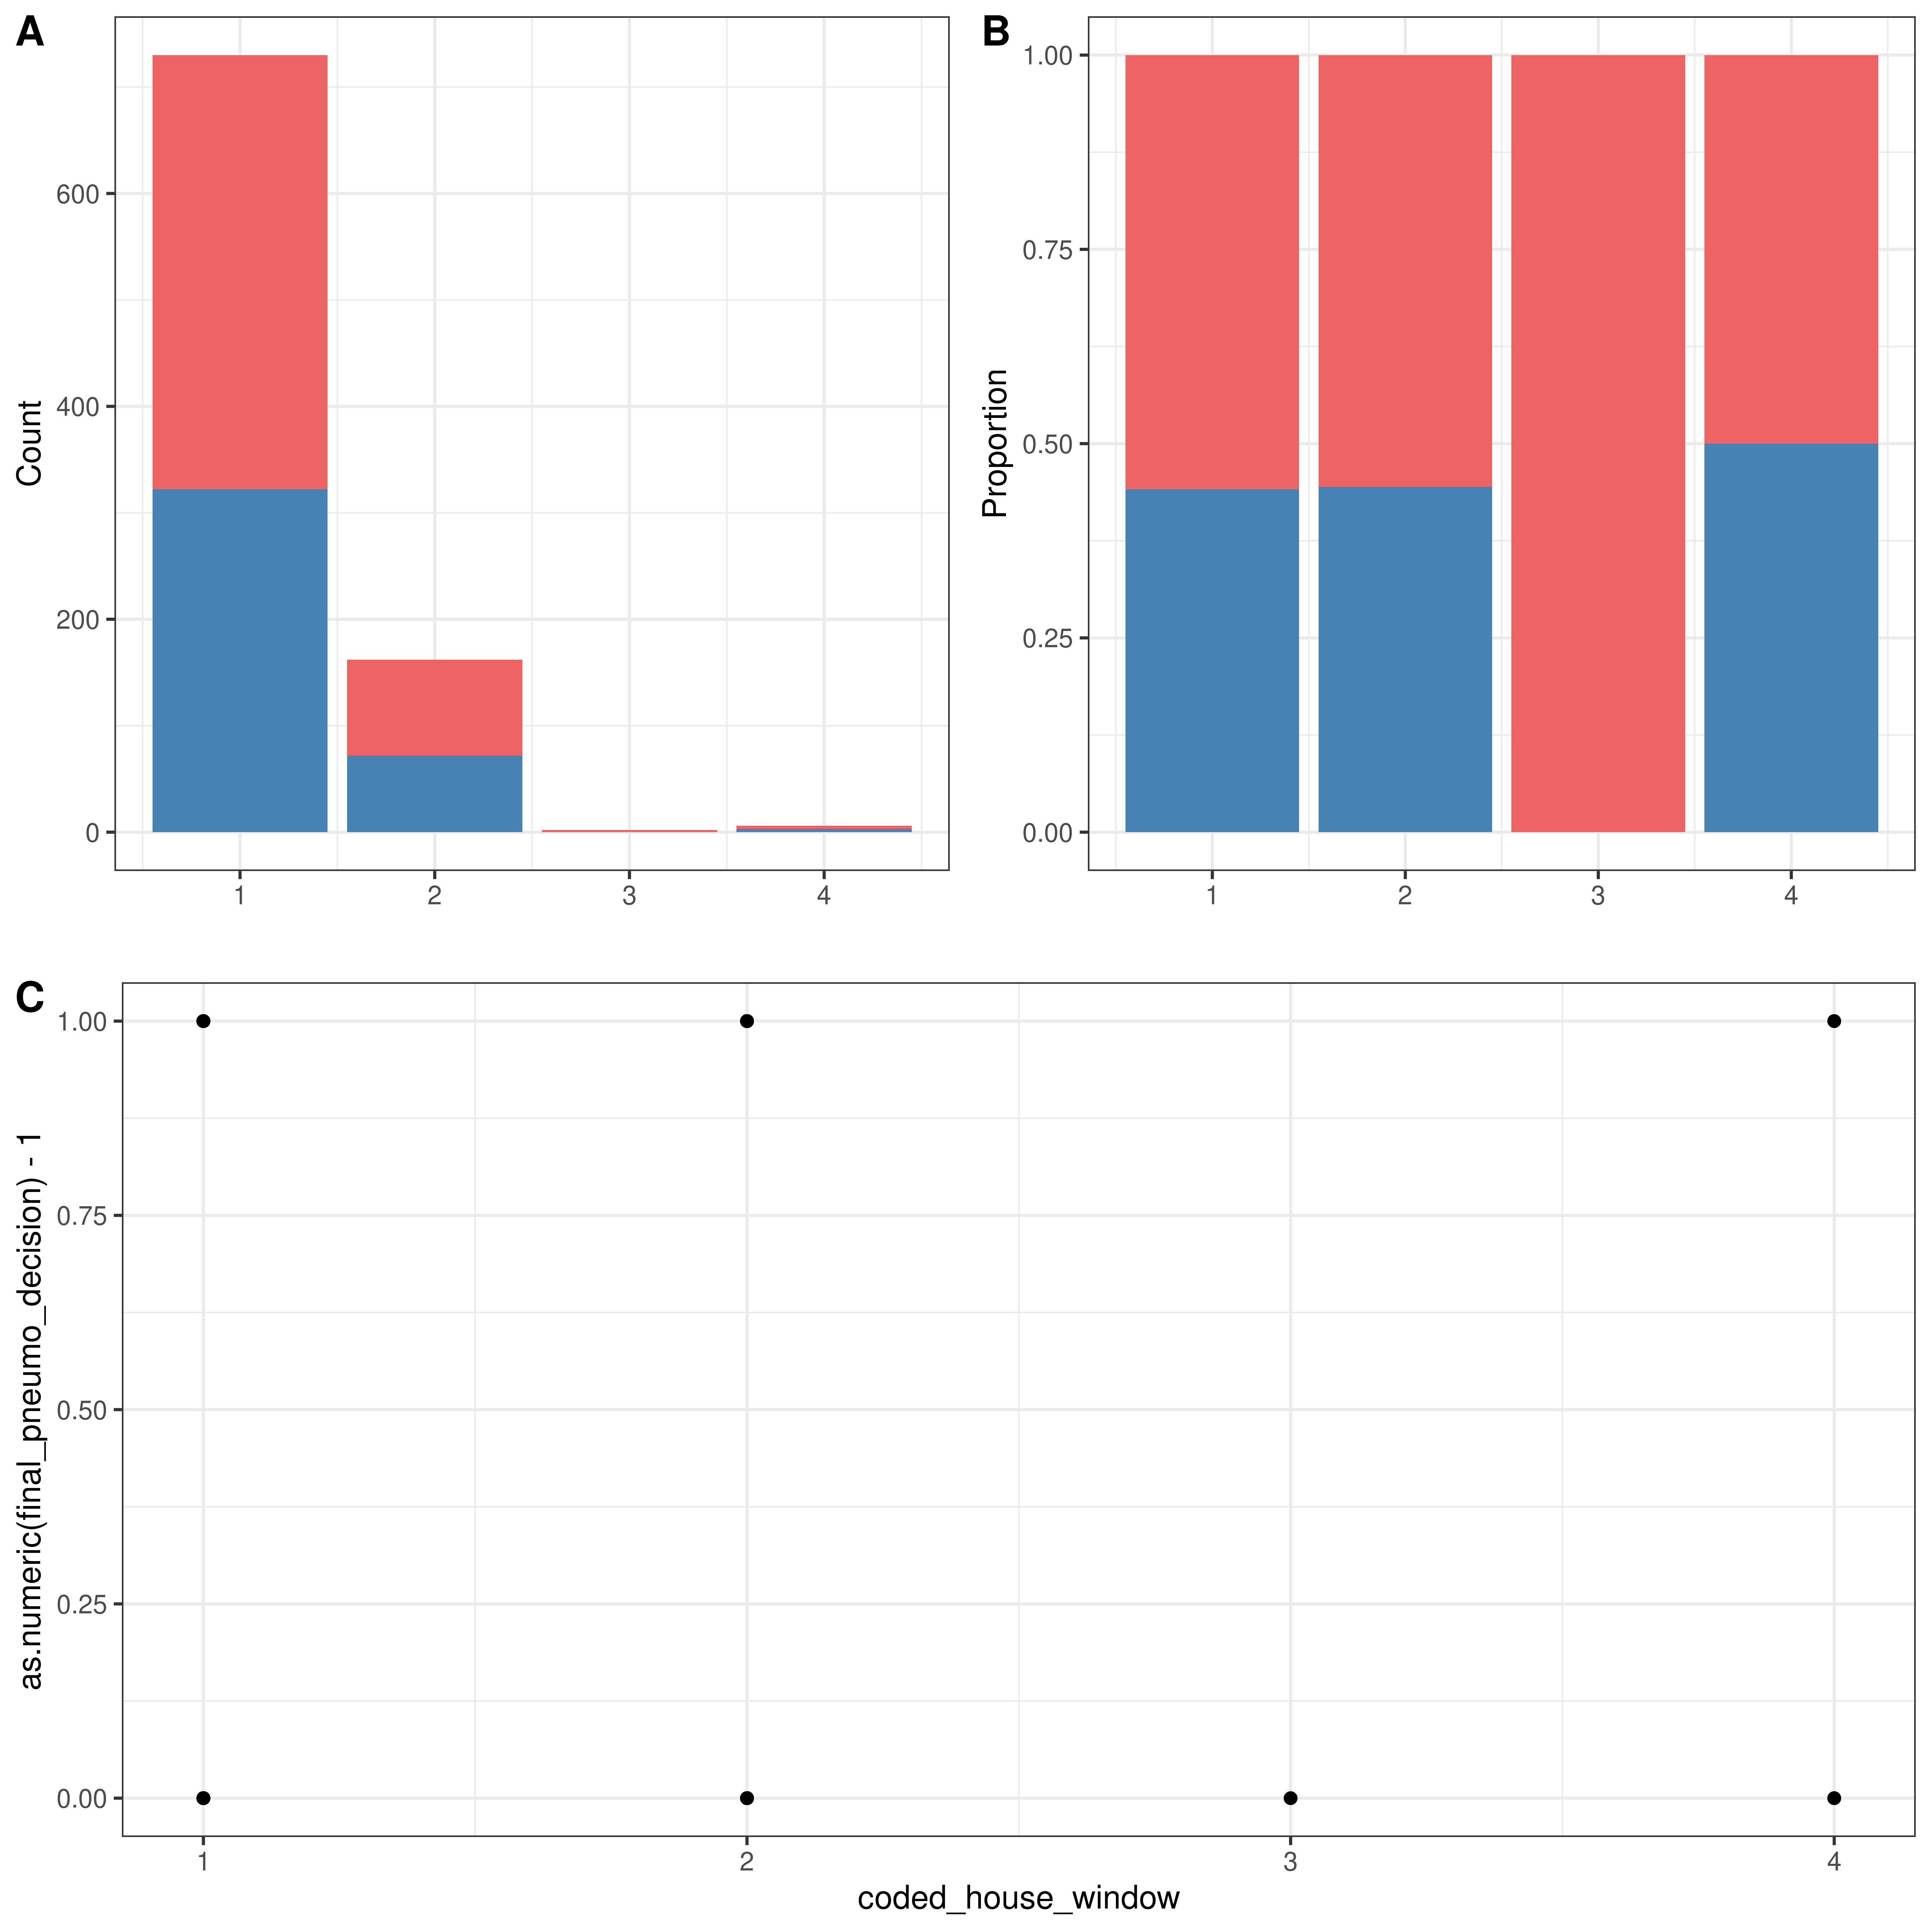 A
Count
600
400
200
0
1 2 3 4
B
Proportion
1.00
0.75
0.50
0.25
0.00
1 2 3 4
C
as.numeric(final_pneumo_decision) - 1
1.00
0.75
0.50
0.25
0.00
1 2 3 4
coded_house_window